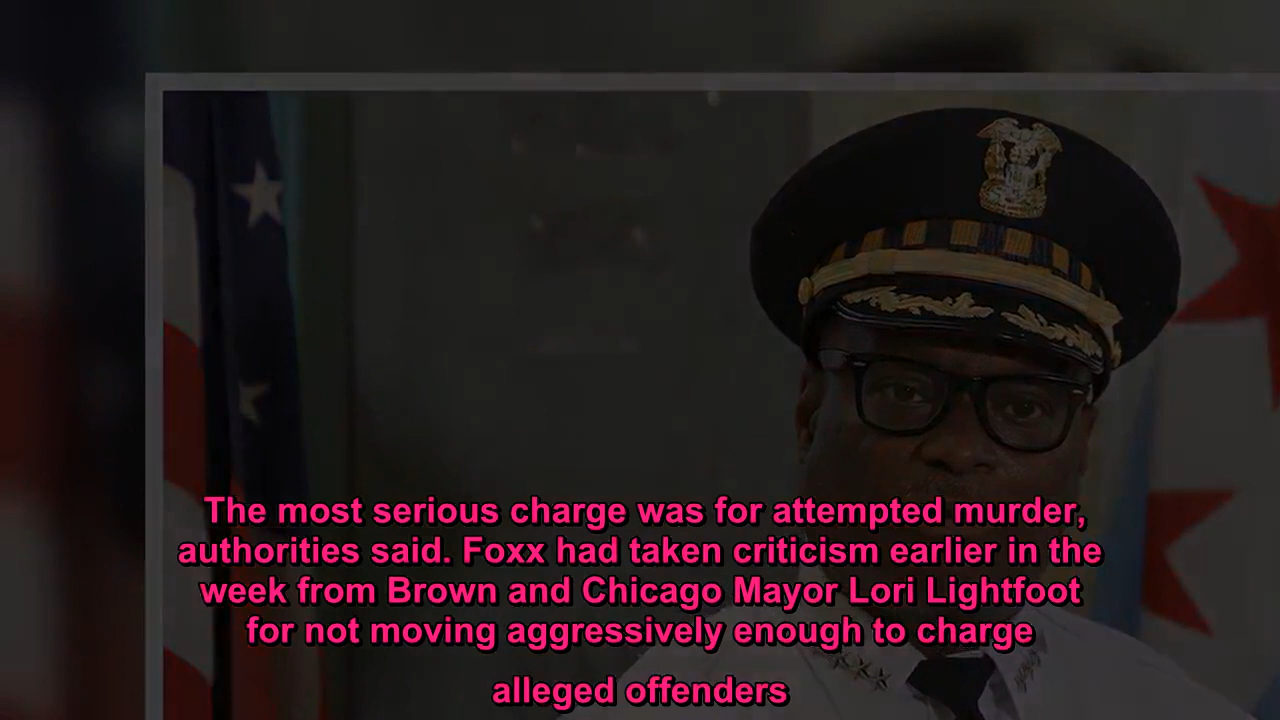 The most serious charge was for attempted murder,
authorities said. Foxx had taken criticism earlier in the
week from Brown and Chicago Mayor Lori Lightfoot
for not moving aggressively enough to charge
alleged offenders